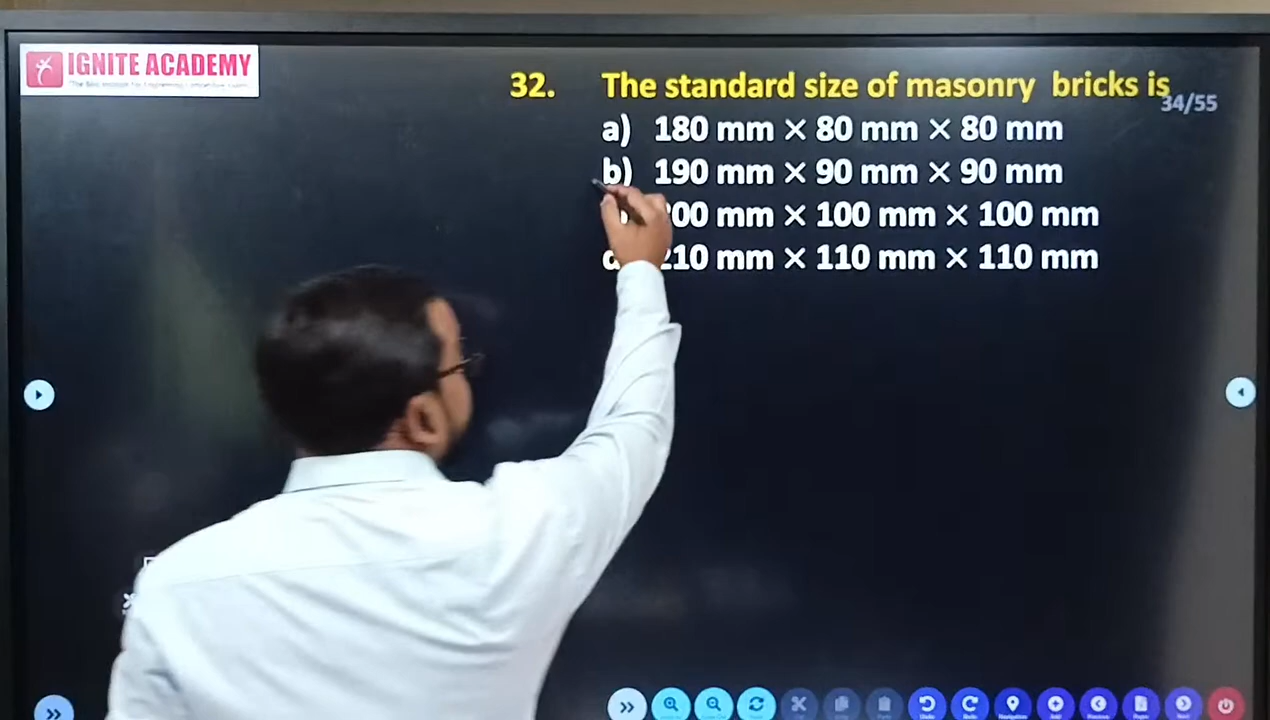 IGNITE ACADEMY
32. The standard size of masonry bricks is
34/55
a) 180 mm × 80 mm × 80 mm
b) 190 mm × 90 mm × 90 mm
00 mm × 100 mm × 100 mm
210 mm × 110 mm × 110 mm